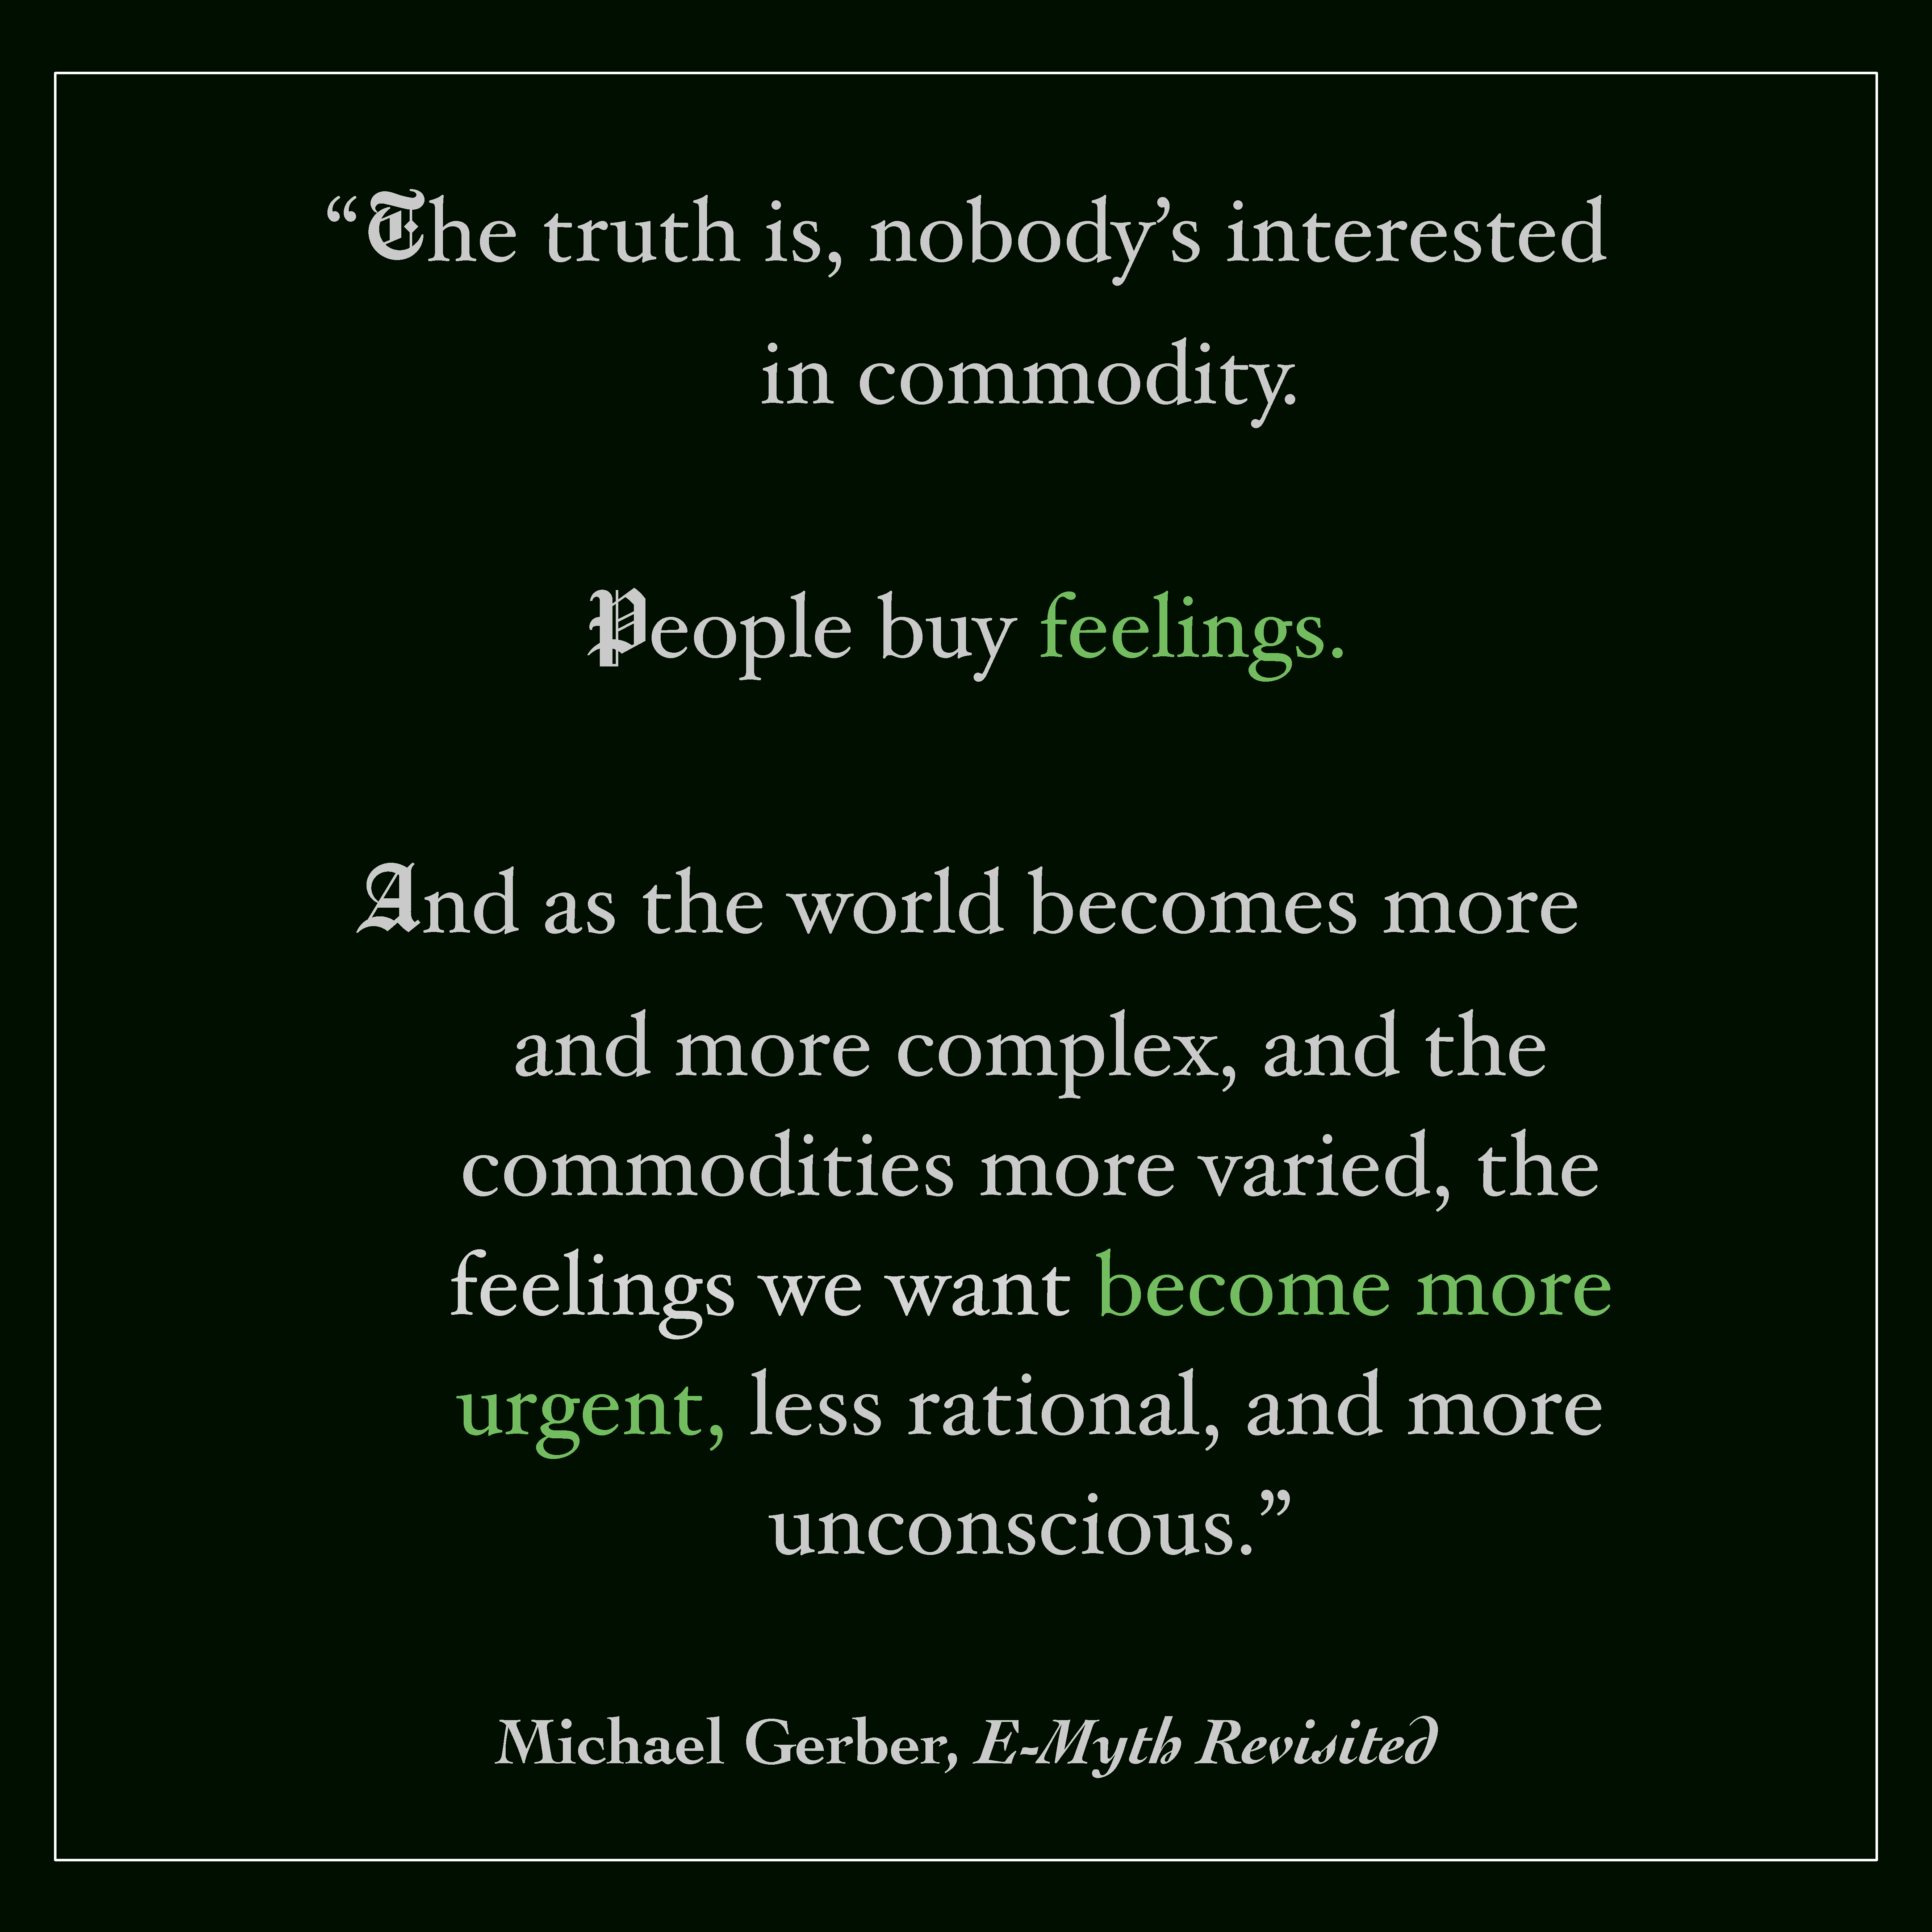 “The truth is, nobody’s interested
in commodity.
People buy feelings.
And as the world becomes more
and more complex, and the
commodities more varied, the
feelings we want become more
urgent, less rational, and more
unconscious.”
Michael Gerber, E-Myth Revisited